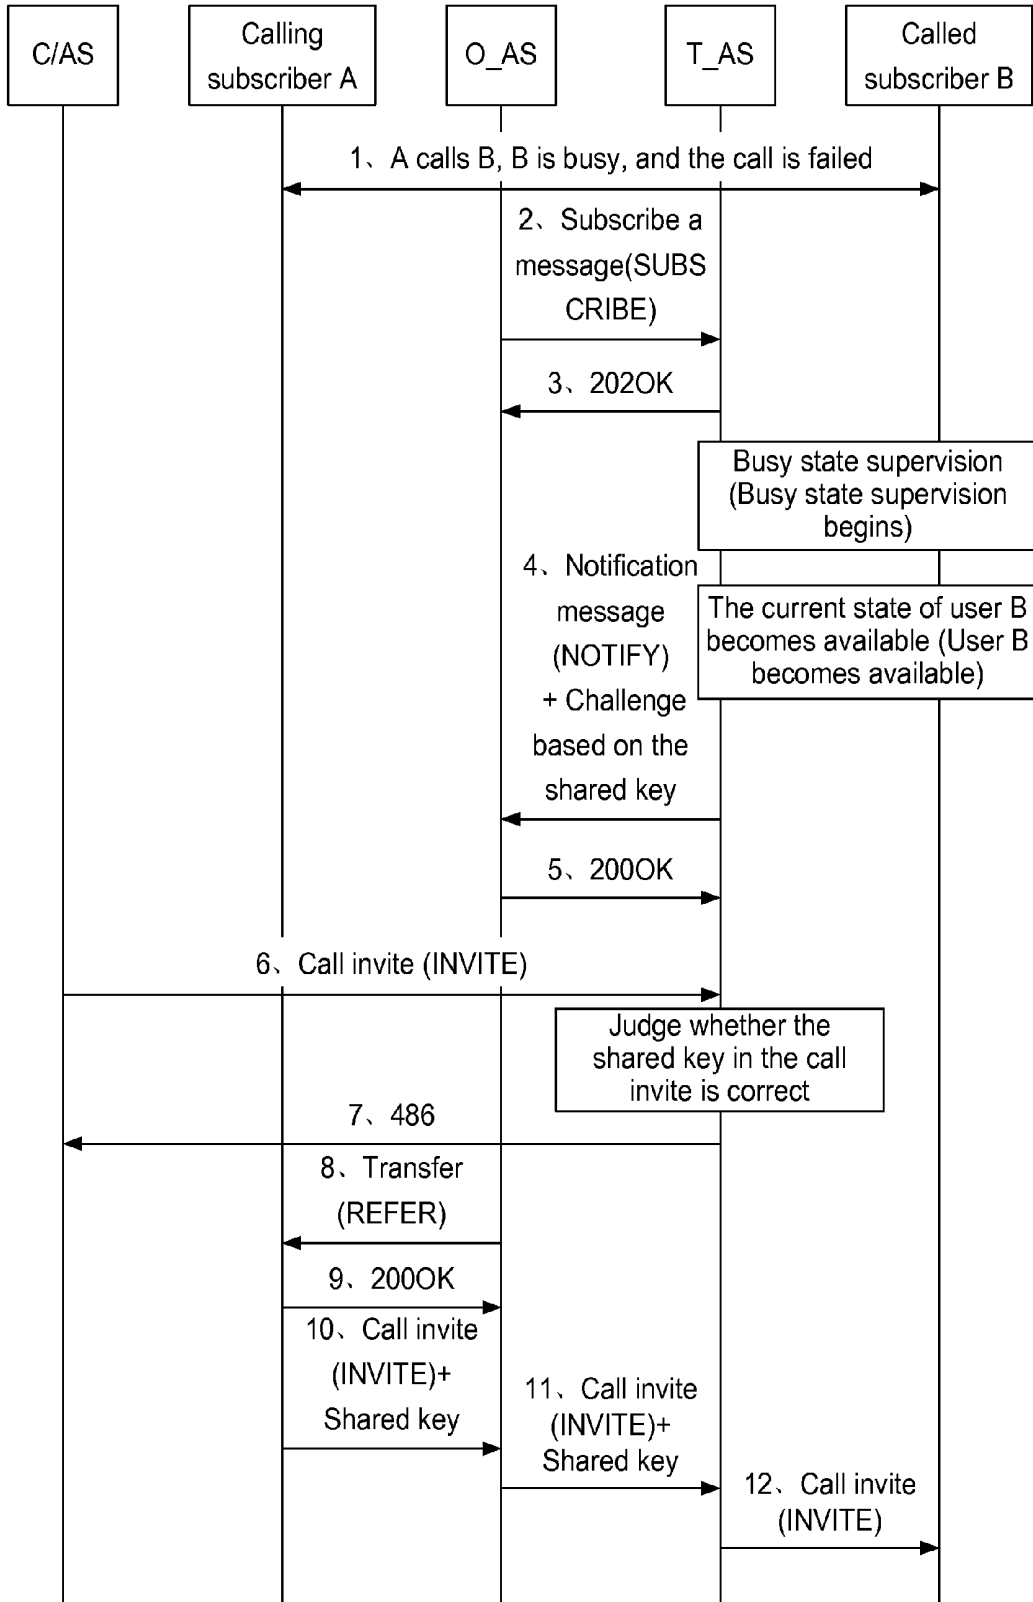 C/AS
Calling
subscriber A
O_AS
T_AS
Called
subscriber B
1、A calls B, B is busy, and the call is failed
2、Subscribe a
message(SUBS
CRIBE)
3、202OK
Busy state supervision
(Busy state supervision
begins)
4、Notification
message
(NOTIFY)
+ Challenge
based on the
shared key
The current state of user B
becomes available (User B
becomes available)
5、200OK
6、Call invite (INVITE)
Judge whether the
shared key in the call
invite is correct
7、486
8、Transfer
(REFER)
9、200OK
10、Call invite
(INVITE)+
Shared key
11、Call invite
(INVITE)+
Shared key
12、Call invite
(INVITE)